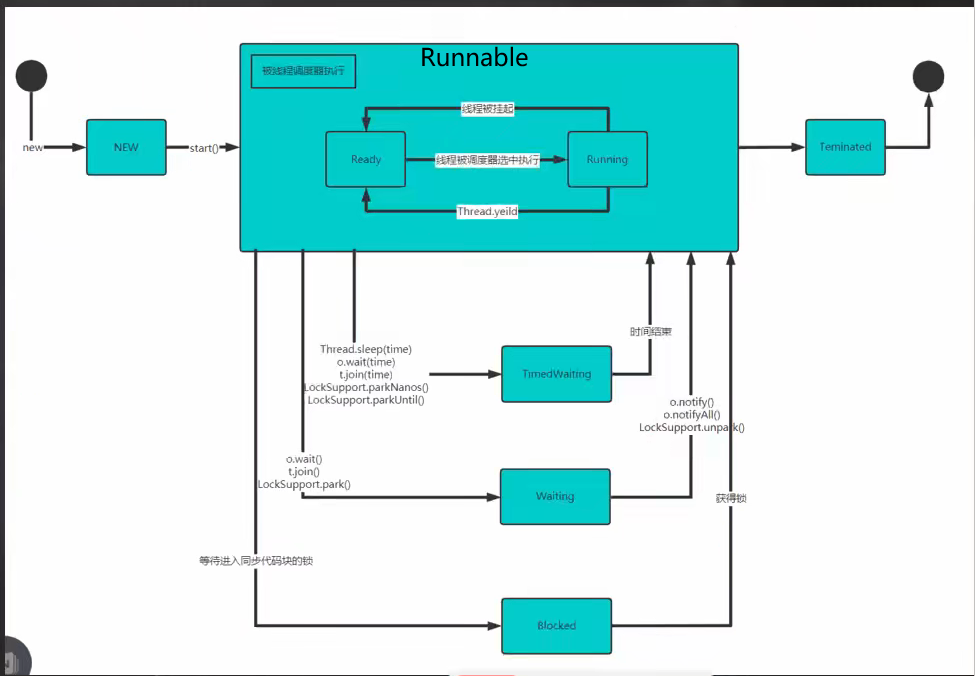 Runnable
被线程调度器执行
线程被挂起
new
NEW
start()
Ready
线程被调度器选中执行
Running
Teminated
Thread.yeild
时间结束
Thread.sleep(time)
o.wait(time)
t.join(time)
LockSupport.parkNanos()
LockSupport.parkUntil()
TimedWaiting
o.notify()
o.notifyAll()
LockSupport.unpark()
o.wait()
t.join()
LockSupport.park()
Waiting
获得锁
等待进入同步代码块的锁
Blocked